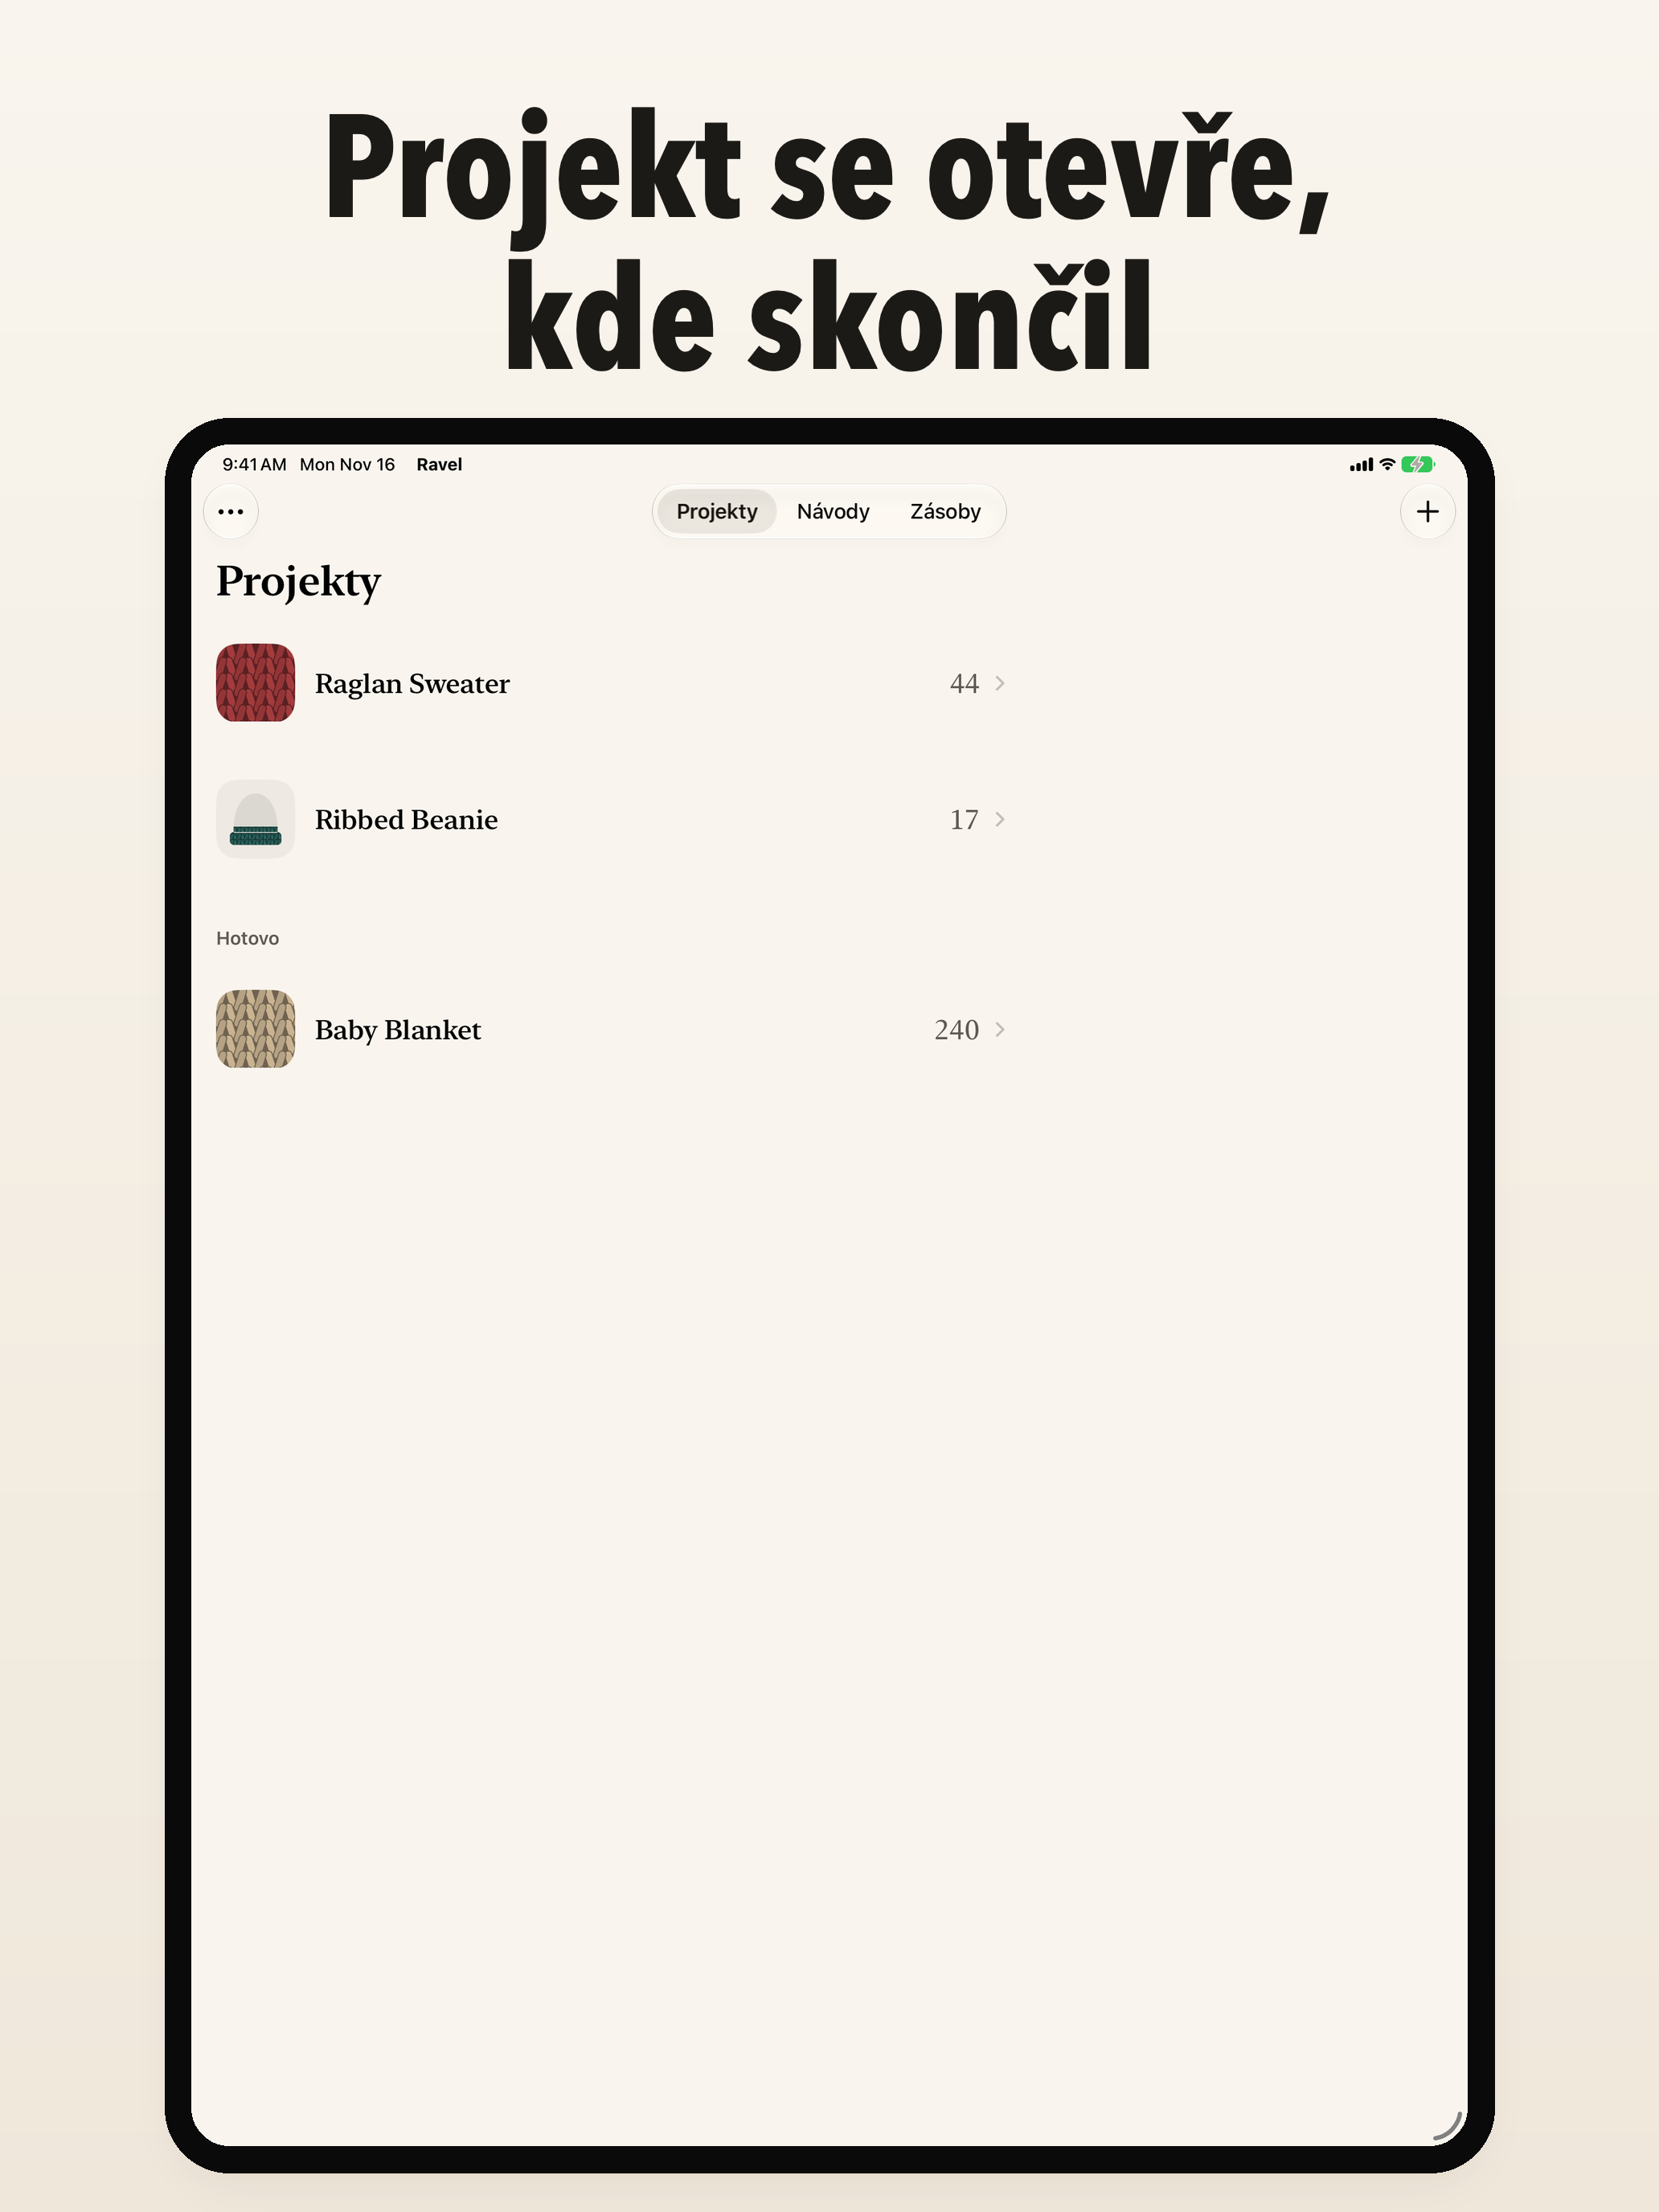 Projekt se otevře,
kde skončil
9:41 AM Mon Nov 16 Ravel
Projekty Návody Zásoby
Projekty
Raglan Sweater 44
Ribbed Beanie 17
Hotovo
Baby Blanket 240